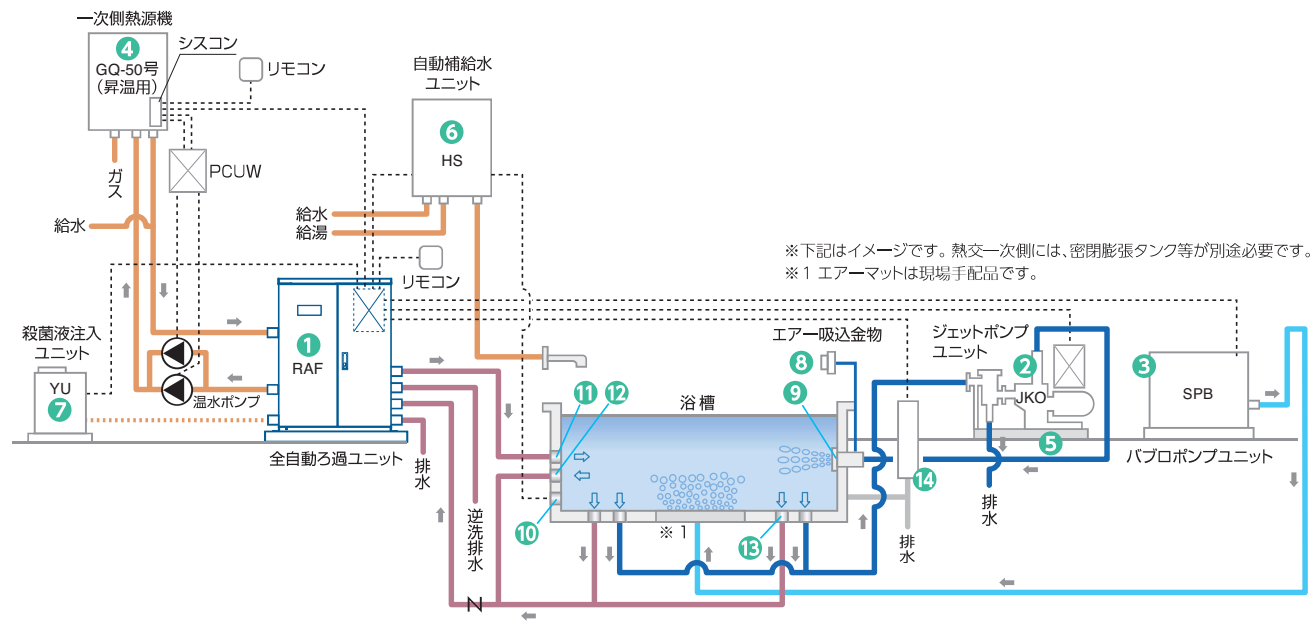 一次側熱源機
4
GQ-50号
（昇温用）
シスコン
リモコン
自動補給水
ユニット
6
HS
PCUW
ガス
給水
給水
給湯
リモコン
※下記はイメージです。熱交一次側には、密閉膨張タンク等が別途必要です。
※１ エアーマットは現場手配品です。
殺菌液注入
ユニット
YU
7
温水ポンプ
1
RAF
全自動ろ過ユニット
排水
逆洗排水
エアー吸込金物
8
9
浴槽
11
12
10
※１
13
14
排水
ジェットポンプ
ユニット
2
JKO
5
排水
3
SPB
バブロポンプユニット